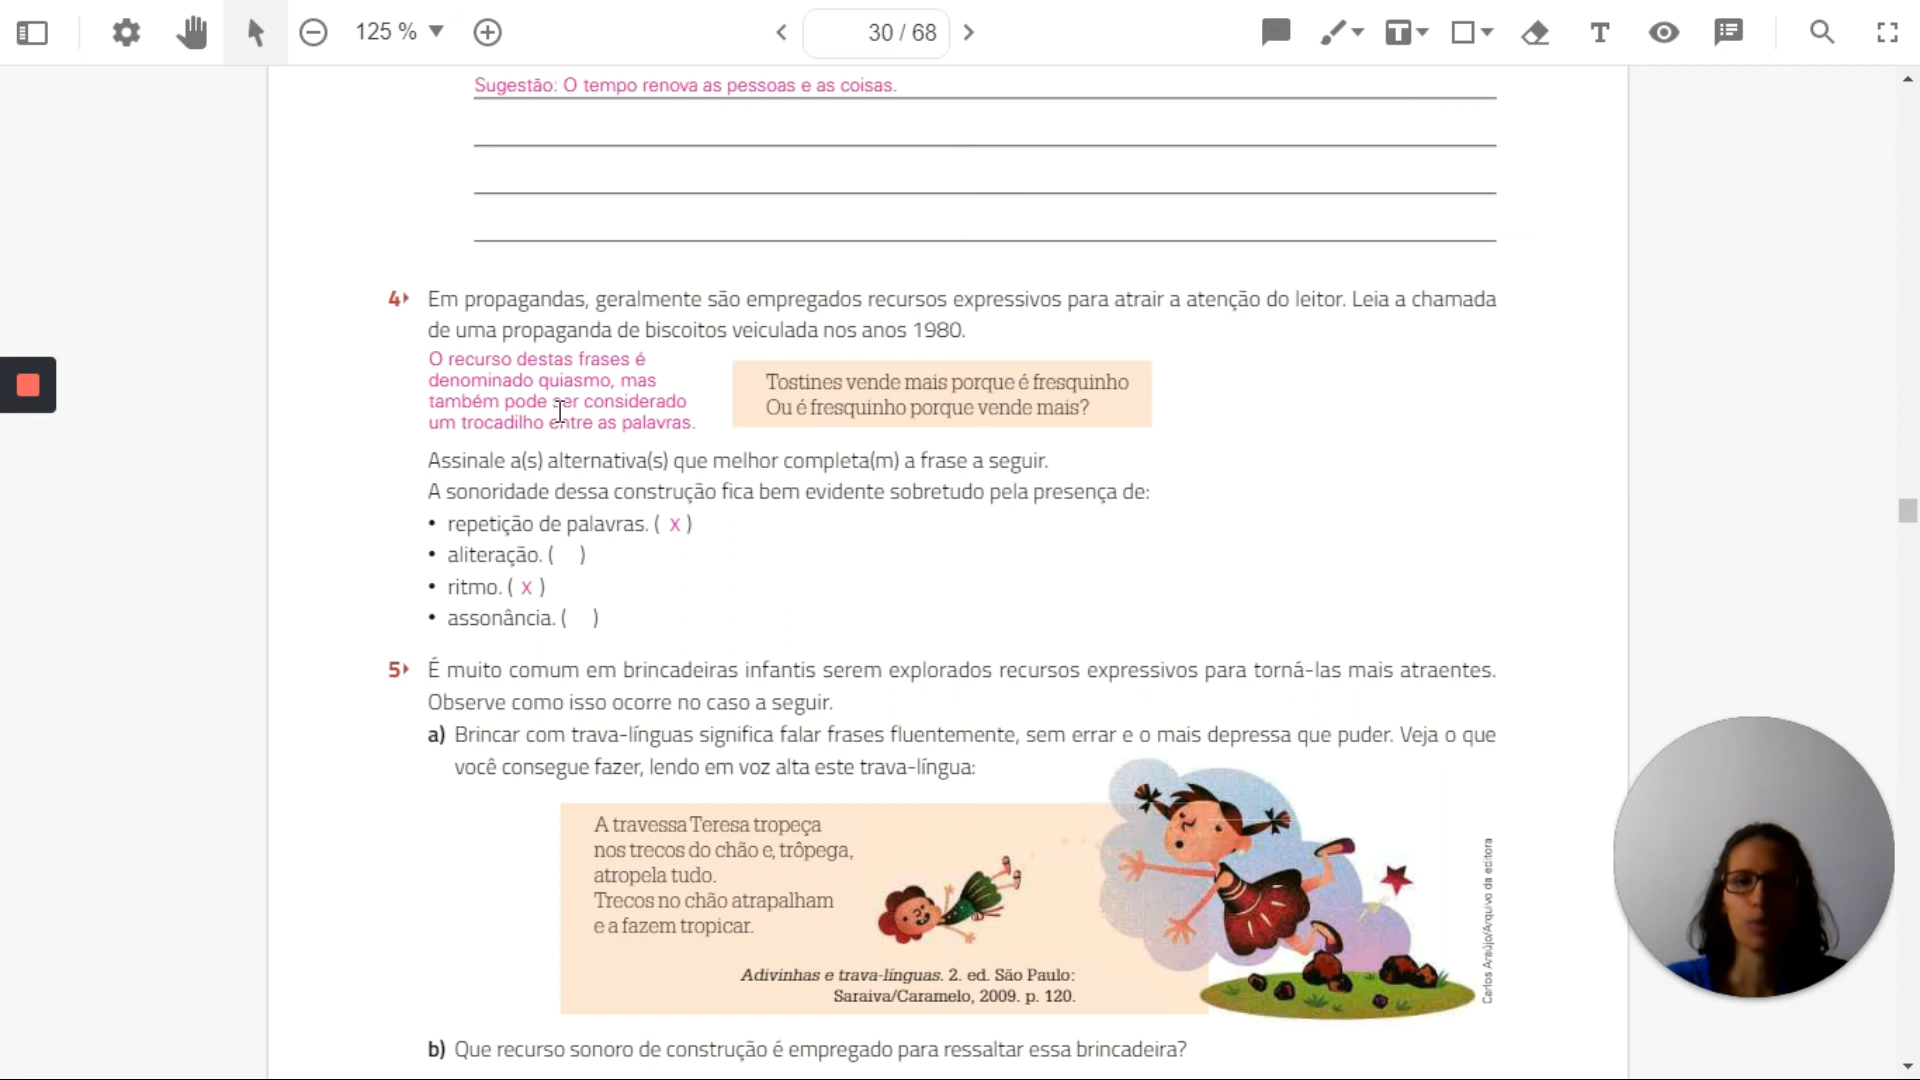 125 %
30 / 68
Sugestão: O tempo renova as pessoas e as coisas.
4 Em propagandas, geralmente são empregados recursos expressivos para atrair a atenção do leitor. Leia a chamada
de uma propaganda de biscoitos veiculada nos anos 1980.
O recurso destas frases é
denominado quiasmo, mas
também pode ser considerado
um trocadilho entre as palavras.
Tostines vende mais porque é fresquinho
Ou é fresquinho porque vende mais?
Assinale a(s) alternativa(s) que melhor completa(m) a frase a seguir.
A sonoridade dessa construção fica bem evidente sobretudo pela presença de:
• repetição de palavras. ( x )
• aliteração. ( )
• ritmo. ( x )
• assonância. ( )
5 É muito comum em brincadeiras infantis serem explorados recursos expressivos para torná-las mais atraentes.
Observe como isso ocorre no caso a seguir.
a) Brincar com trava-línguas significa falar frases fluentemente, sem errar e o mais depressa que puder. Veja o que
você consegue fazer, lendo em voz alta este trava-língua:
A travessa Teresa tropeça
nos trecos do chão e, trôpega,
atropela tudo.
Trecos no chão atrapalham
e a fazem tropicar.
Adivinhas e trava-línguas. 2. ed. São Paulo:
Saraiva/Caramelo, 2009. p. 120.
Carlos Araújo/Arquivo da editora
b) Que recurso sonoro de construção é empregado para ressaltar essa brincadeira?